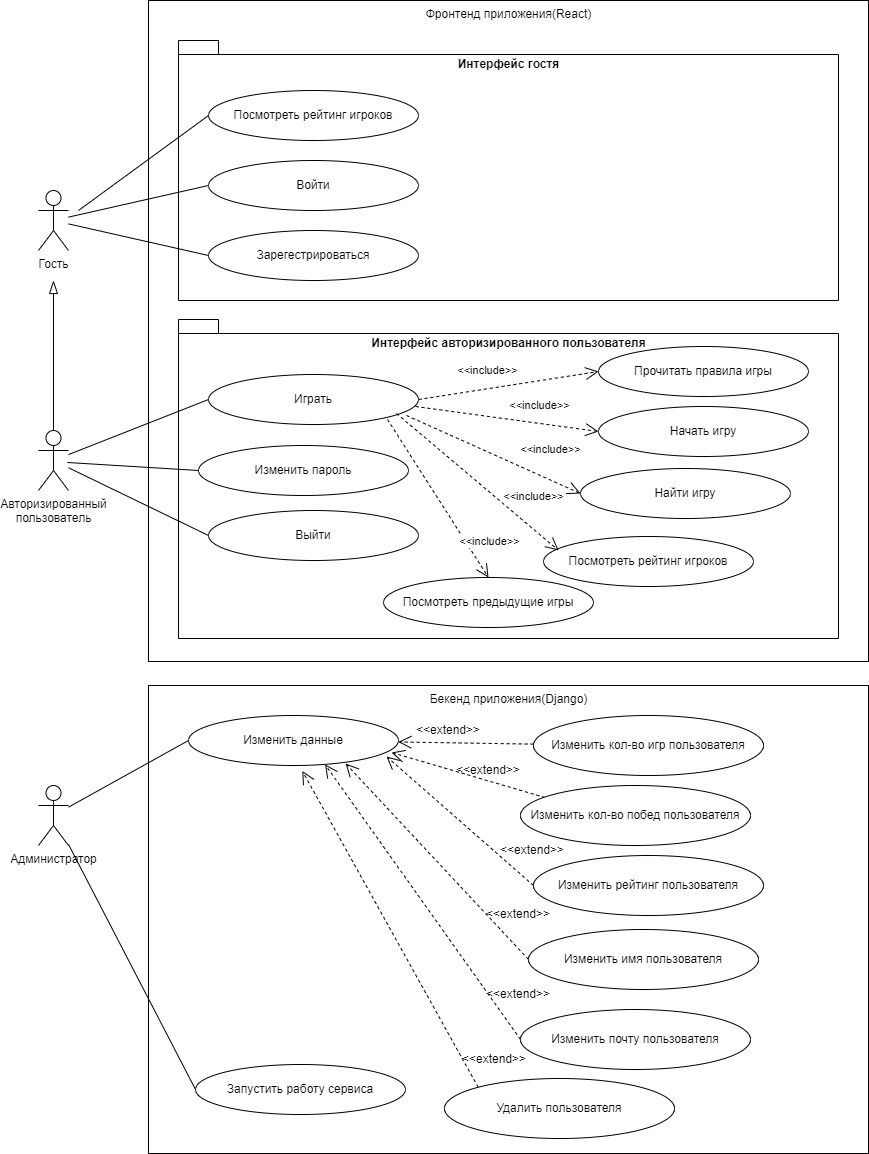 Фронтенд приложения(React)
Интерфейс гостя
Посмотреть рейтинг игроков
Войти
Зарегестрироваться
Гость
Интерфейс авторизированного пользователя
Играть
<<include>>
Прочитать правила игры
<<include>>
Начать игру
Изменить пароль
<<include>>
Найти игру
<<include>>
Авторизированный
пользователь
Выйти
<<include>>
Посмотреть рейтинг игроков
Посмотреть предыдущие игры
Бекенд приложения(Django)
Изменить данные
<<extend>>
Изменить кол-во игр пользователя
<<extend>>
Изменить кол-во побед пользователя
Администратор
<<extend>>
Изменить рейтинг пользователя
<<extend>>
Изменить имя пользователя
<<extend>>
Изменить почту пользователя
<<extend>>
Запустить работу сервиса
Удалить пользователя